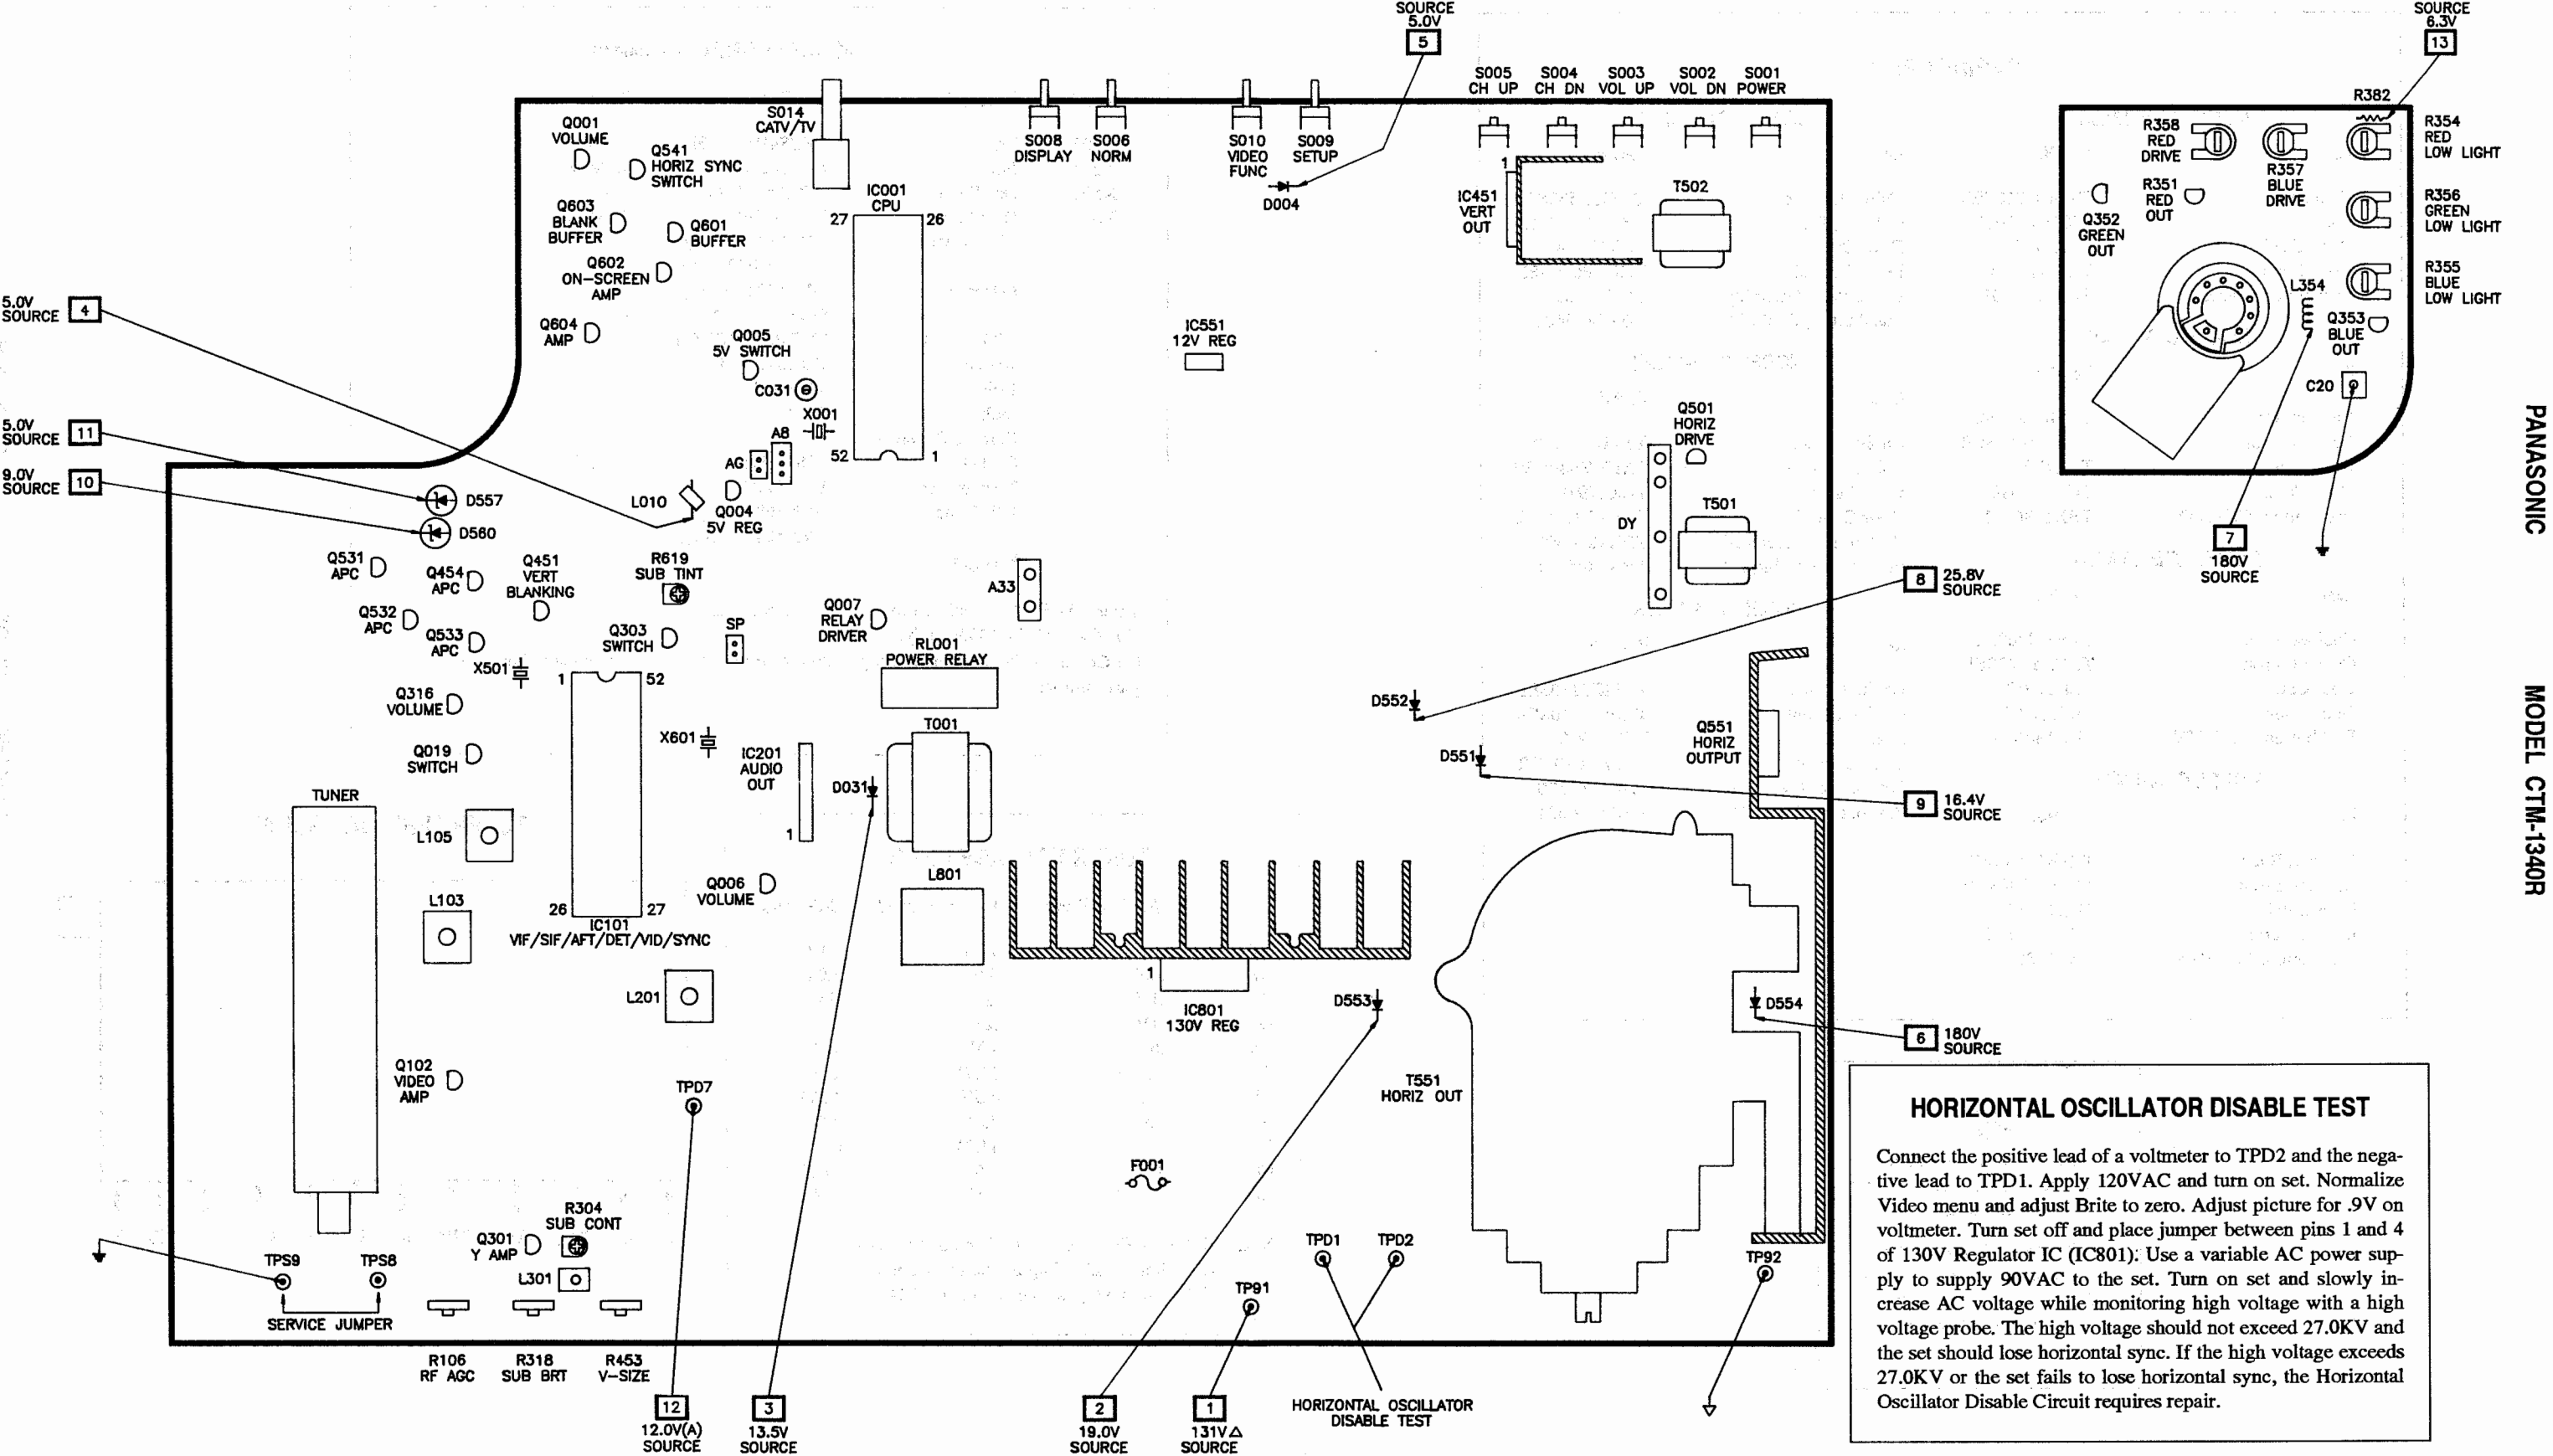 SOURCE
5.0V
5
SOURCE
6.3V
13
S005
CH UP
S004
CH DN
S003
VOL UP
S002
VOL DN
S001
POWER
R382
S014
CATV/TV
S008
DISPLAY
S006
NORM
S010
VIDEO
FUNC
S009
SETUP
D004
Q001
VOLUME
Q541
HORIZ SYNC
SWITCH
Q603
BLANK
BUFFER
Q601
BUFFER
Q602
ON-SCREEN
AMP
Q604
AMP
IC001
CPU
27
26
52
1
1
IC451
VERT
OUT
T502
R358
RED
DRIVE
R357
BLUE
DRIVE
R354
RED
LOW LIGHT
R351
RED
OUT
Q352
GREEN
OUT
R356
GREEN
LOW LIGHT
R355
BLUE
LOW LIGHT
L354
Q353
BLUE
OUT
C20
7
180V
SOURCE
PANASONIC
MODEL CTM-1340R
5.0V
SOURCE
4
5.0V
SOURCE
11
9.0V
SOURCE
10
Q005
5V SWITCH
C031
X001
A8
AG
Q004
5V REG
L010
IC551
12V REG
Q501
HORIZ
DRIVE
DY
T501
D557
D560
Q531
APC
Q454
APC
Q451
VERT
BLANKING
R619
SUB TINT
Q532
APC
Q533
APC
Q303
SWITCH
SP
Q007
RELAY
DRIVER
A33
RL001
POWER RELAY
8
25.8V
SOURCE
X501
1
52
26
27
IC101
VIF/SIF/AFT/DET/VID/SYNC
Q316
VOLUME
Q019
SWITCH
X601
IC201
AUDIO
OUT
1
D031
T001
D552
D551
Q551
HORIZ
OUTPUT
9
16.4V
SOURCE
TUNER
L105
L103
Q006
VOLUME
L801
L201
1
IC801
130V REG
D553
D554
6
180V
SOURCE
Q102
VIDEO
AMP
TPD7
T551
HORIZ OUT
F001
R304
SUB CONT
Q301
Y AMP
L301
TPS9
TPS8
SERVICE JUMPER
TPD1
TPD2
TP91
TP92
R106
RF AGC
R318
SUB BRT
R453
V-SIZE
12
12.0V(A)
SOURCE
3
13.5V
SOURCE
2
19.0V
SOURCE
1
131V△
SOURCE
HORIZONTAL OSCILLATOR
DISABLE TEST
HORIZONTAL OSCILLATOR DISABLE TEST
Connect the positive lead of a voltmeter to TPD2 and the nega-
tive lead to TPD1. Apply 120VAC and turn on set. Normalize
Video menu and adjust Brite to zero. Adjust picture for .9V on
voltmeter. Turn set off and place jumper between pins 1 and 4
of 130V Regulator IC (IC801). Use a variable AC power sup-
ply to supply 90VAC to the set. Turn on set and slowly in-
crease AC voltage while monitoring high voltage with a high
voltage probe. The high voltage should not exceed 27.0KV and
the set should lose horizontal sync. If the high voltage exceeds
27.0KV or the set fails to lose horizontal sync, the Horizontal
Oscillator Disable Circuit requires repair.